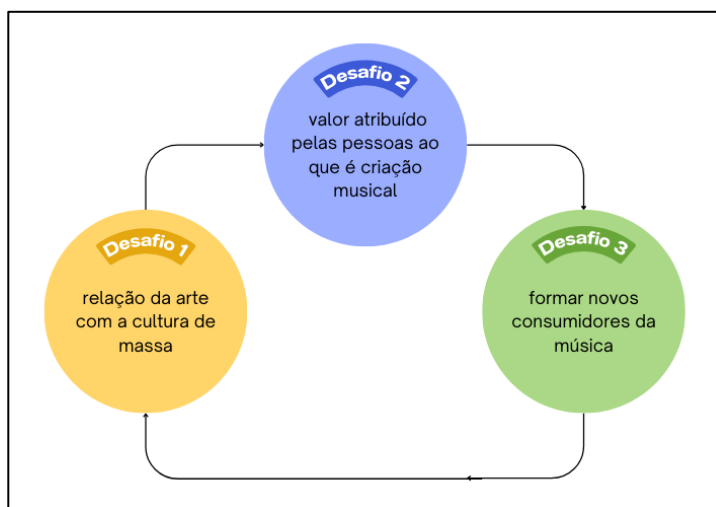 Desafio 1
relação da arte
com a cultura de
massa
Desafio 2
valor atribuído
pelas pessoas ao
que é criação
musical
Desafio 3
formar novos
consumidores da
música